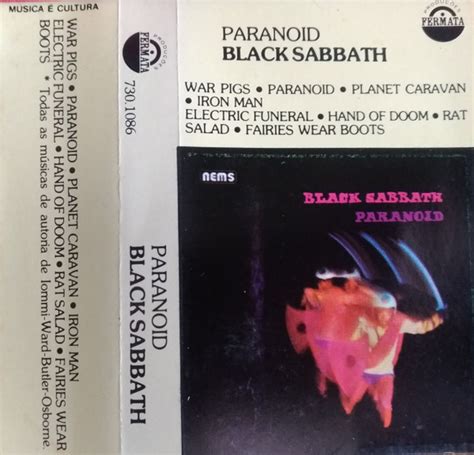 MUSICA E CULTURA
WAR PIGS • PARANOID • PLANET CARAVAN • IRON MAN
ELECTRIC FUNERAL • HAND OF DOOM • RAT SALAD • FAIRIES WEAR
BOOTS • Todas as músicas de autoria de Iommi-Ward-Butler-Osborne.
PRODUÇÕES
FERMATA
730.1086
PARANOID
BLACK SABBATH
PRODUÇÕES
FERMATA
PARANOID
BLACK SABBATH
WAR PIGS • PARANOID • PLANET CARAVAN
• IRON MAN
ELECTRIC FUNERAL • HAND OF DOOM • RAT
SALAD • FAIRIES WEAR BOOTS
nems
BLACK SABBATH
PARANOID